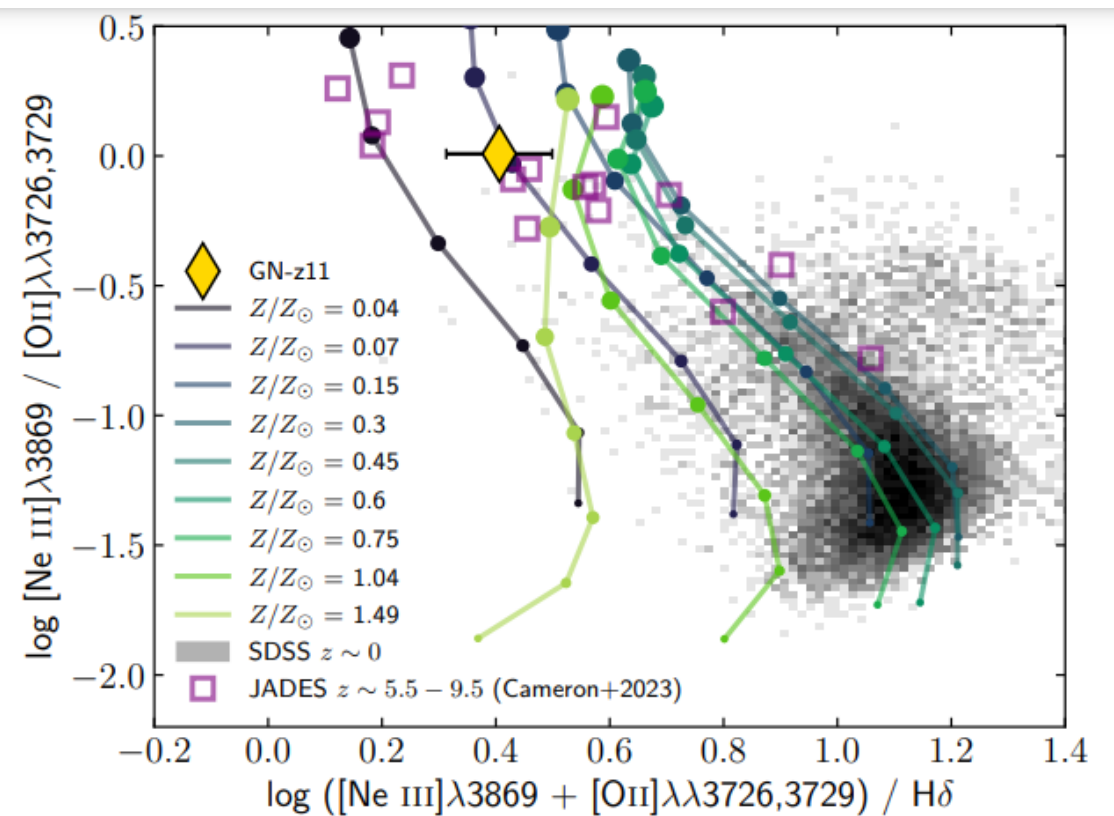 log [Ne III]λ3869 / [OII]λλ3726,3729
0.5
0.0
−0.5
−1.0
−1.5
−2.0
GN-z11
Z/Z☉ = 0.04
Z/Z☉ = 0.07
Z/Z☉ = 0.15
Z/Z☉ = 0.3
Z/Z☉ = 0.45
Z/Z☉ = 0.6
Z/Z☉ = 0.75
Z/Z☉ = 1.04
Z/Z☉ = 1.49
SDSS z ∼ 0
JADES z ∼ 5.5 − 9.5 (Cameron+2023)
−0.2 0.0 0.2 0.4 0.6 0.8 1.0 1.2 1.4
log ([Ne III]λ3869 + [OII]λλ3726,3729) / Hδ